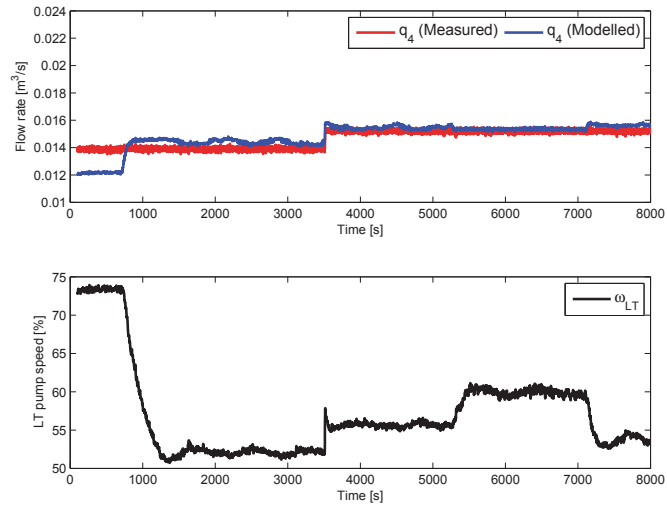 0.024
0.022
0.02
0.018
0.016
0.014
0.012
0.01
Flow rate [m³/s]
q₄ (Measured) q₄ (Modelled)
0 1000 2000 3000 4000 5000 6000 7000 8000
Time [s]
75
70
65
60
55
50
LT pump speed [%]
ω_LT
0 1000 2000 3000 4000 5000 6000 7000 8000
Time [s]